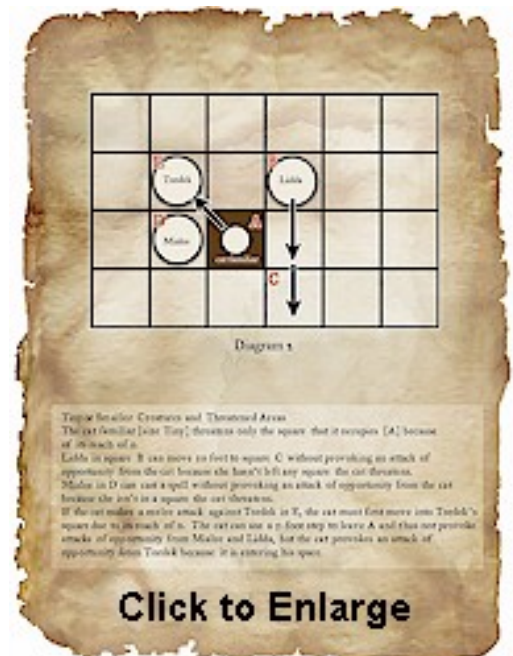 E
Tordek
Lidda
D
A
Mialee
C
Diagram 1
Tiny or Smaller Creatures and Threatened Areas
The cat familiar [size Tiny] threatens only the square that it occupies [A] because
of its reach of 0.
Lidda in square B can move 10 feet to square C without provoking an attack of
opportunity from the cat because she hasn't left any square the cat threatens.
Mialee in D can cast a spell without provoking an attack of opportunity from the cat
because she isn't in a square the cat threatens.
If the cat makes a melee attack against Tordek in E, the cat must first move into Tordek's
square due to its reach of 0. The cat can use a 5-foot step to leave A and thus not provoke
attacks of opportunity from Mialee and Lidda, but the cat provokes an attack of
opportunity from Tordek because it is entering his space.
Click to Enlarge